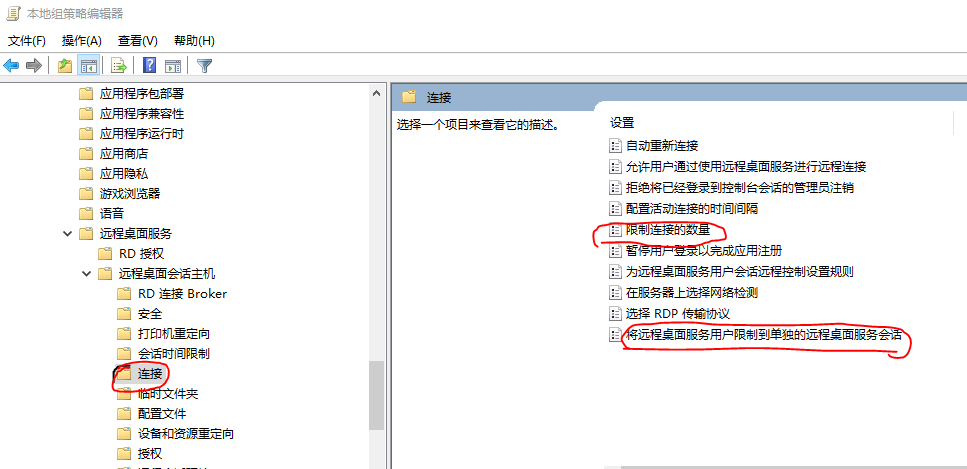 本地组策略编辑器
文件(F) 操作(A) 查看(V) 帮助(H)
应用程序包部署
应用程序兼容性
应用程序运行时
应用商店
应用隐私
游戏浏览器
语音
远程桌面服务
RD 授权
远程桌面会话主机
RD 连接 Broker
安全
打印机重定向
会话时间限制
连接
临时文件夹
配置文件
设备和资源重定向
授权
连接
选择一个项目来查看它的描述。
设置
自动重新连接
允许用户通过使用远程桌面服务进行远程连接
拒绝将已经登录到控制台会话的管理员注销
配置活动连接的时间间隔
限制连接的数量
暂停用户登录以完成应用注册
为远程桌面服务用户会话远程控制设置规则
在服务器上选择网络检测
选择 RDP 传输协议
将远程桌面服务用户限制到单独的远程桌面服务会话